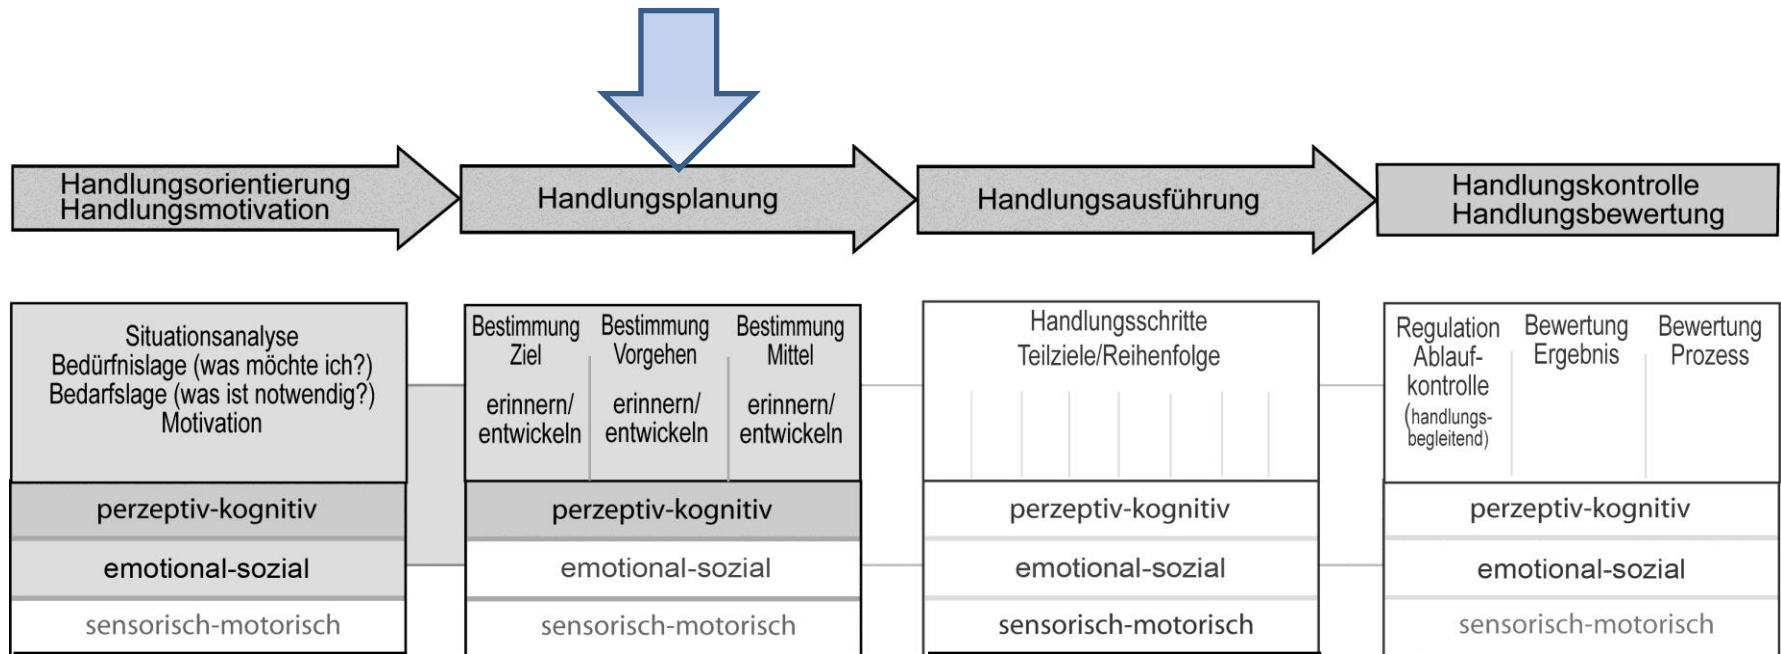 Handlungsorientierung
Handlungsmotivation
Handlungsplanung
Handlungsausführung
Handlungskontrolle
Handlungsbewertung
Situationsanalyse
Bedürfnislage (was möchte ich?)
Bedarfslage (was ist notwendig?)
Motivation
perzeptiv-kognitiv
emotional-sozial
sensorisch-motorisch
Bestimmung
Ziel
erinnern/
entwickeln
Bestimmung
Vorgehen
erinnern/
entwickeln
Bestimmung
Mittel
erinnern/
entwickeln
perzeptiv-kognitiv
emotional-sozial
sensorisch-motorisch
Handlungsschritte
Teilziele/Reihenfolge
perzeptiv-kognitiv
emotional-sozial
sensorisch-motorisch
Regulation
Ablauf-
kontrolle
(handlungs-
begleitend)
Bewertung
Ergebnis
Bewertung
Prozess
perzeptiv-kognitiv
emotional-sozial
sensorisch-motorisch